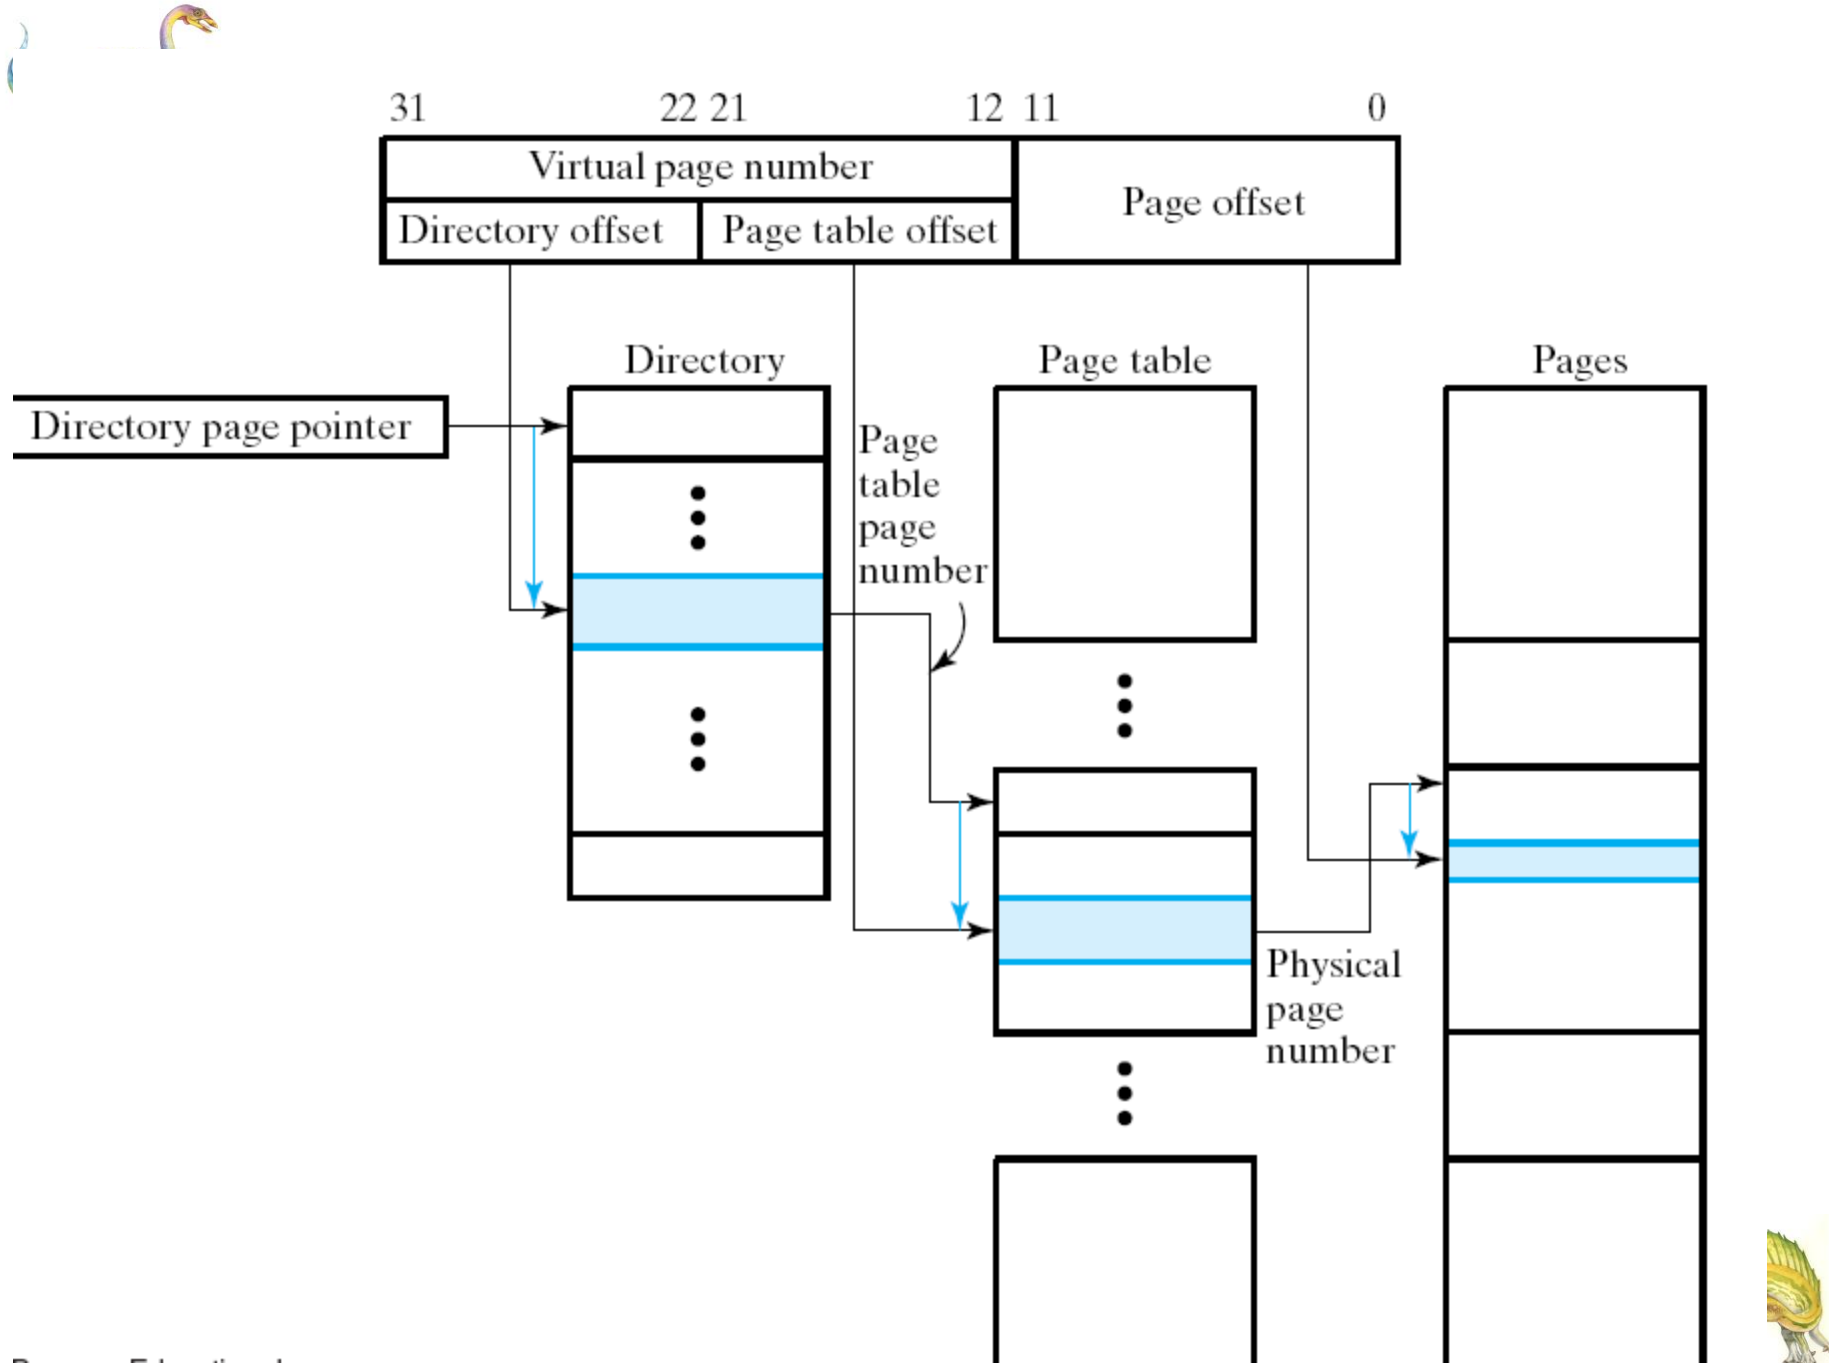 31 22 21 12 11 0
Virtual page number
Page offset
Directory offset Page table offset
Directory Page table Pages
Directory page pointer
Page
table
page
number
Physical
page
number